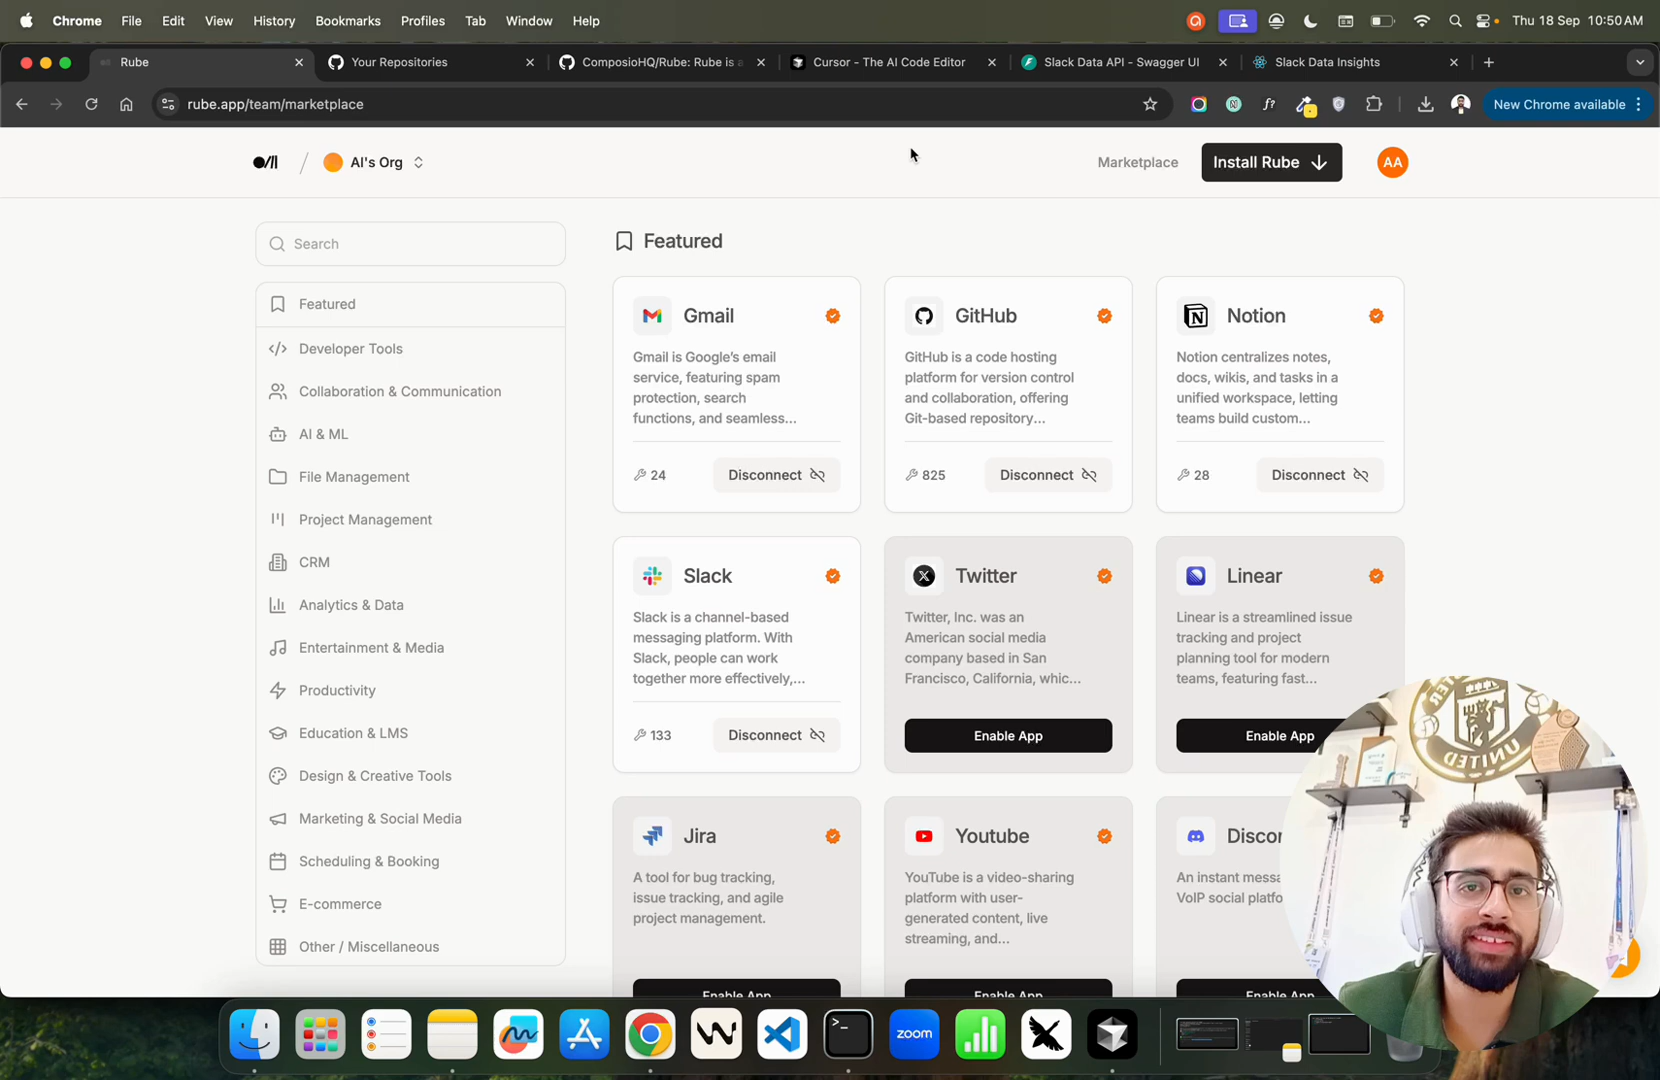 Chrome File Edit View History Bookmarks Profiles Tab Window Help
Thu 18 Sep 10:50 AM
Rube
Your Repositories
ComposioHQ/Rube: Rube is a
Cursor - The AI Code Editor
Slack Data API - Swagger UI
Slack Data Insights
rube.app/team/marketplace
New Chrome available
AI's Org
Marketplace
Install Rube
AA
Search
Featured
Developer Tools
Collaboration & Communication
AI & ML
File Management
Project Management
CRM
Analytics & Data
Entertainment & Media
Productivity
Education & LMS
Design & Creative Tools
Marketing & Social Media
Scheduling & Booking
E-commerce
Other / Miscellaneous
Featured
Gmail
Gmail is Google's email
service, featuring spam
protection, search
functions, and seamless...
24
Disconnect
GitHub
GitHub is a code hosting
platform for version control
and collaboration, offering
Git-based repository...
825
Disconnect
Notion
Notion centralizes notes,
docs, wikis, and tasks in a
unified workspace, letting
teams build custom...
28
Disconnect
Slack
Slack is a channel-based
messaging platform. With
Slack, people can work
together more effectively,...
133
Disconnect
Twitter
Twitter, Inc. was an
American social media
company based in San
Francisco, California, whic...
Enable App
Linear
Linear is a streamlined issue
tracking and project
planning tool for modern
teams, featuring fast...
Enable App
Jira
A tool for bug tracking,
issue tracking, and agile
project management.
Enable App
Youtube
YouTube is a video-sharing
platform with user-
generated content, live
streaming, and...
Enable App
Discor
An instant messa
VoIP social platfo
Enable App
UNITED
zoom